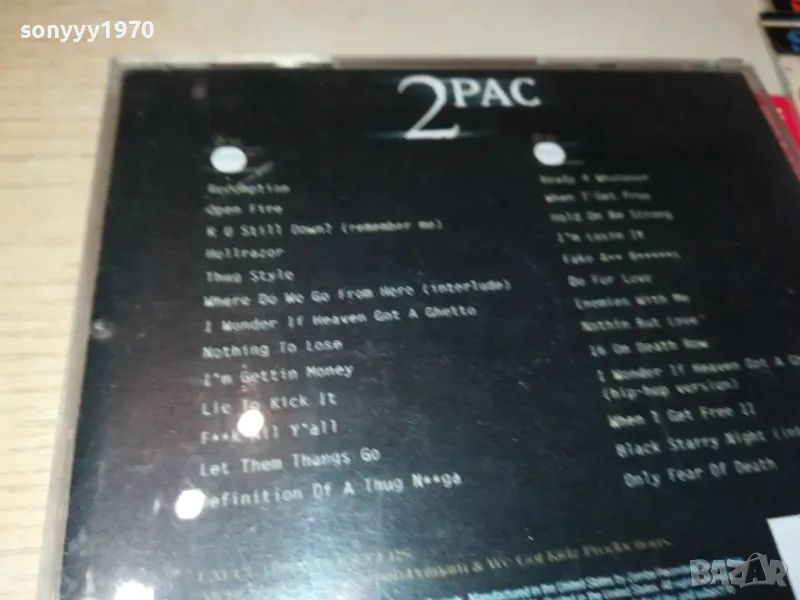 sonyyy1970
2PAC
Redemption
Open Fire
R U Still Down? (remember me)
Hellrazor
Thug Style
Where Do We Go From Here (interlude)
I Wonder If Heaven Got A Ghetto
Nothing To Lose
I'm Gettin Money
Lie To Kick It
F**k All Y'all
Let Them Thangs Go
Definition Of A Thug N**ga
Ready 4 Whatever
When I Get Free
Hold On Be Strong
I'm Losin It
Fake A** B*****s
Do For Love
Enemies With Me
Nothin But Love
16 On Death Row
I Wonder If Heaven Got A
(hip-hop version)
When I Get Free II
Black Starry Night
Only Fear Of Death
BAZAR
bazar.bg